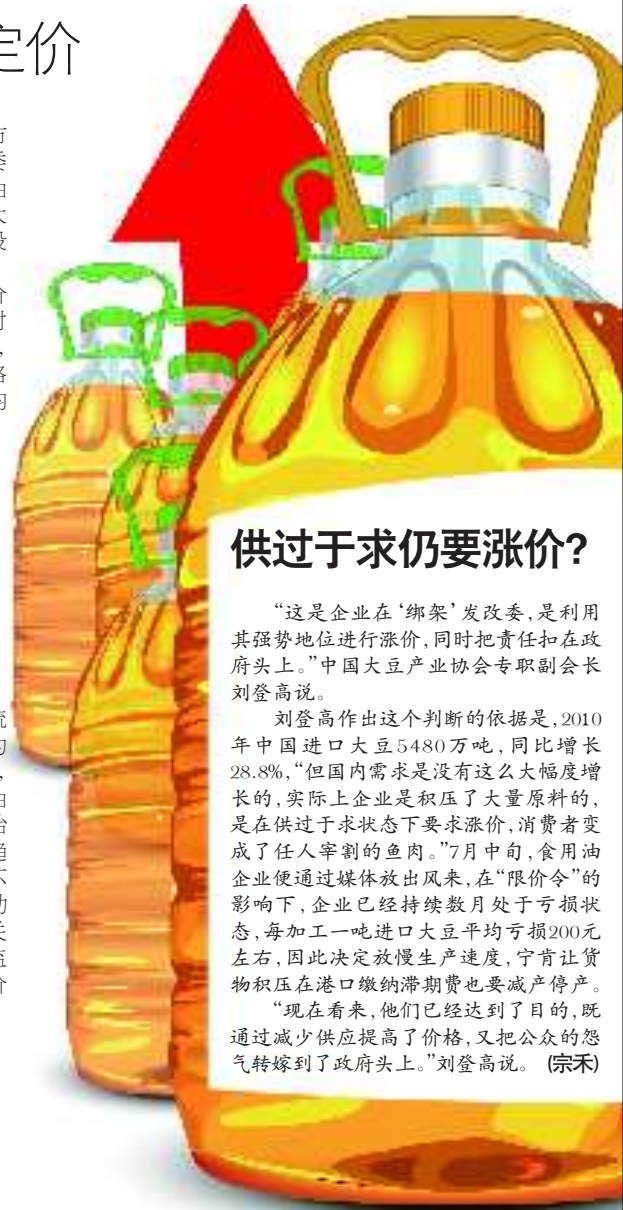 定价
供过于求仍要涨价?
“这是企业在‘绑架’发改委,是利用
其强势地位进行涨价,同时把责任扣在政
府头上。”中国大豆产业协会专职副会长
刘登高说。
刘登高作出这个判断的依据是,2010
年中国进口大豆5480万吨,同比增长
28.8%,“但国内需求是没有这么大幅度增
长的,实际上企业是积压了大量原料的,
是在供过于求状态下要求涨价,消费者变
成了任人宰割的鱼肉。”7月中旬,食用油
企业便通过媒体放出风来,在“限价令”的
影响下,企业已经持续数月处于亏损状
态,每加工一吨进口大豆平均亏损200元
左右,因此决定放慢生产速度,宁肯让货
物积压在港口缴纳滞期费也要减产停产。
“现在看来,他们已经达到了目的,既
通过减少供应提高了价格,又把公众的怨
气转嫁到了政府头上。”刘登高说。 (宗禾)